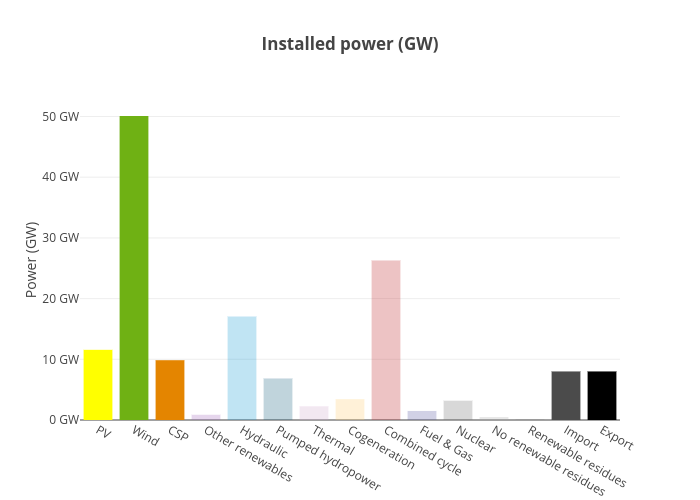 Installed power (GW)
Power (GW)
50 GW
40 GW
30 GW
20 GW
10 GW
0 GW
PV
Wind
CSP
Other renewables
Hydraulic
Pumped hydropower
Thermal
Cogeneration
Combined cycle
Fuel & Gas
Nuclear
No renewable residues
Renewable residues
Import
Export